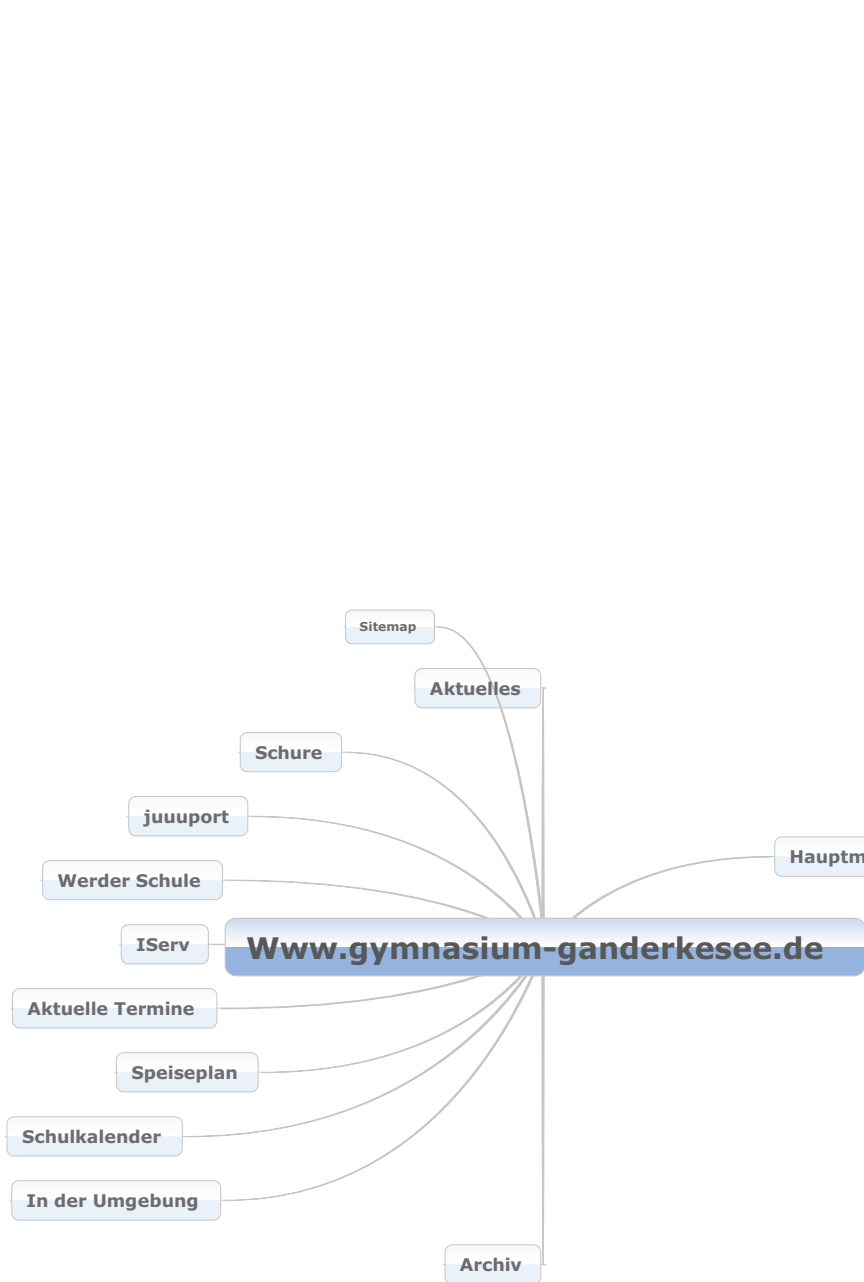 Sitemap
Aktuelles
Schure
juuuport
Hauptm
Werder Schule
IServ
Www.gymnasium-ganderkesee.de
Aktuelle Termine
Speiseplan
Schulkalender
In der Umgebung
Archiv